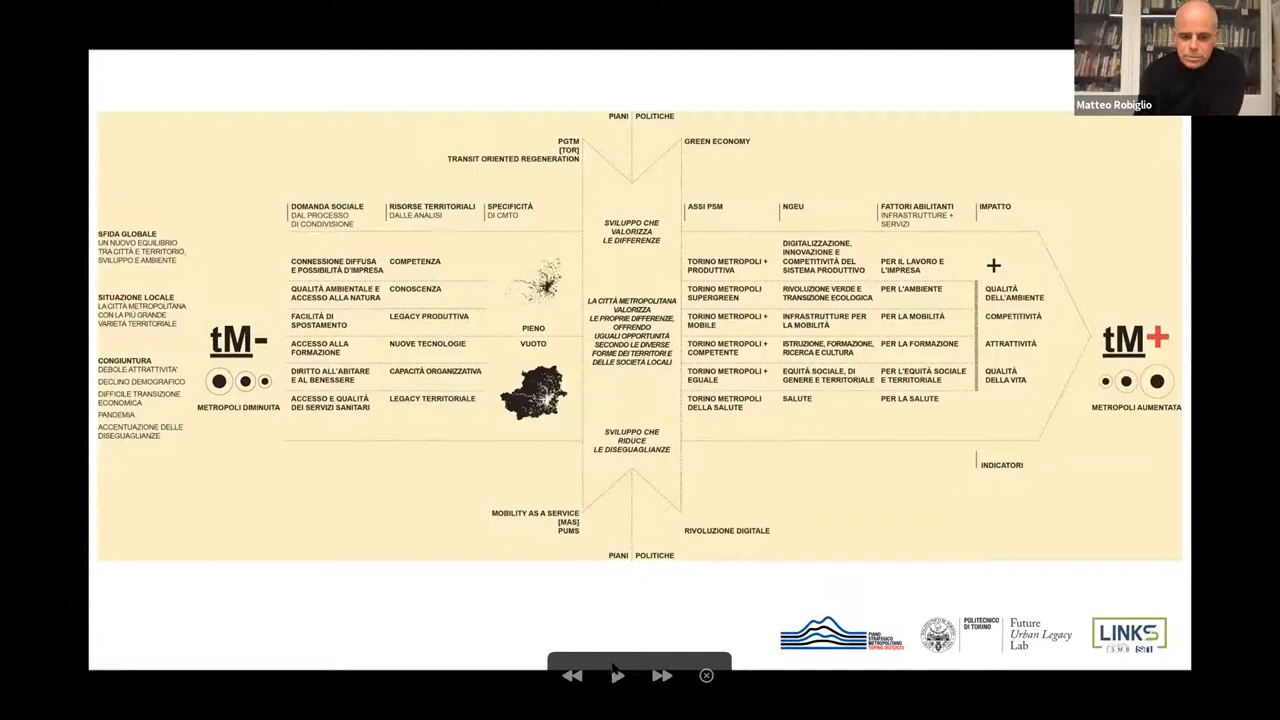 Matteo Robiglio
PIANI
POLITICHE
PGTM
[TOR]
TRANSIT ORIENTED REGENERATION
GREEN ECONOMY
SFIDA GLOBALE
UN NUOVO EQUILIBRIO
TRA CITTÀ E TERRITORIO,
SVILUPPO E AMBIENTE
SITUAZIONE LOCALE
LA CITTÀ METROPOLITANA
CON LA PIÙ GRANDE
VARIETÀ TERRITORIALE
CONGIUNTURA
DEBOLE ATTRATTIVITA'
DECLINO DEMOGRAFICO
DIFFICILE TRANSIZIONE
ECONOMICA
PANDEMIA
ACCENTUAZIONE DELLE
DISEGUAGLIANZE
tM-
METROPOLI DIMINUITA
DOMANDA SOCIALE
DAL PROCESSO
DI CONDIVISIONE
CONNESSIONE DIFFUSA
E POSSIBILITÀ D'IMPRESA
QUALITÀ AMBIENTALE E
ACCESSO ALLA NATURA
FACILITÀ DI
SPOSTAMENTO
ACCESSO ALLA
FORMAZIONE
DIRITTO ALL'ABITARE
E AL BENESSERE
ACCESSO E QUALITÀ
DEI SERVIZI SANITARI
RISORSE TERRITORIALI
DALLE ANALISI
COMPETENZA
CONOSCENZA
LEGACY PRODUTTIVA
NUOVE TECNOLOGIE
CAPACITÀ ORGANIZZATIVA
LEGACY TERRITORIALE
SPECIFICITÀ
DI CMTO
PIENO
VUOTO
SVILUPPO CHE
VALORIZZA
LE DIFFERENZE
LA CITTÀ METROPOLITANA
VALORIZZA
LE PROPRIE DIFFERENZE,
OFFRENDO
UGUALI OPPORTUNITÀ
SECONDO LE DIVERSE
FORME DEI TERRITORI E
DELLE SOCIETÀ LOCALI
SVILUPPO CHE
RIDUCE
LE DISEGUAGLIANZE
ASSI PSM
TORINO METROPOLI +
PRODUTTIVA
TORINO METROPOLI
SUPERGREEN
TORINO METROPOLI +
MOBILE
TORINO METROPOLI +
COMPETENTE
TORINO METROPOLI +
EGUALE
TORINO METROPOLI
DELLA SALUTE
NGEU
DIGITALIZZAZIONE,
INNOVAZIONE E
COMPETITIVITÀ DEL
SISTEMA PRODUTTIVO
RIVOLUZIONE VERDE E
TRANSIZIONE ECOLOGICA
INFRASTRUTTURE PER
LA MOBILITÀ
ISTRUZIONE, FORMAZIONE,
RICERCA E CULTURA
EQUITÀ SOCIALE, DI
GENERE E TERRITORIALE
SALUTE
FATTORI ABILITANTI
INFRASTRUTTURE +
SERVIZI
PER IL LAVORO E
L'IMPRESA
PER L'AMBIENTE
PER LA MOBILITÀ
PER LA FORMAZIONE
PER L'EQUITÀ SOCIALE
E TERRITORIALE
PER LA SALUTE
IMPATTO
+
QUALITÀ
DELL'AMBIENTE
COMPETITIVITÀ
ATTRATTIVITÀ
QUALITÀ
DELLA VITA
INDICATORI
tM+
METROPOLI AUMENTATA
MOBILITY AS A SERVICE
[MAS]
PUMS
RIVOLUZIONE DIGITALE
PIANI
POLITICHE
PIANO
STRATEGICO
METROPOLITANO
POLITECNICO
DI TORINO
Future
Urban Legacy
Lab
LINKS